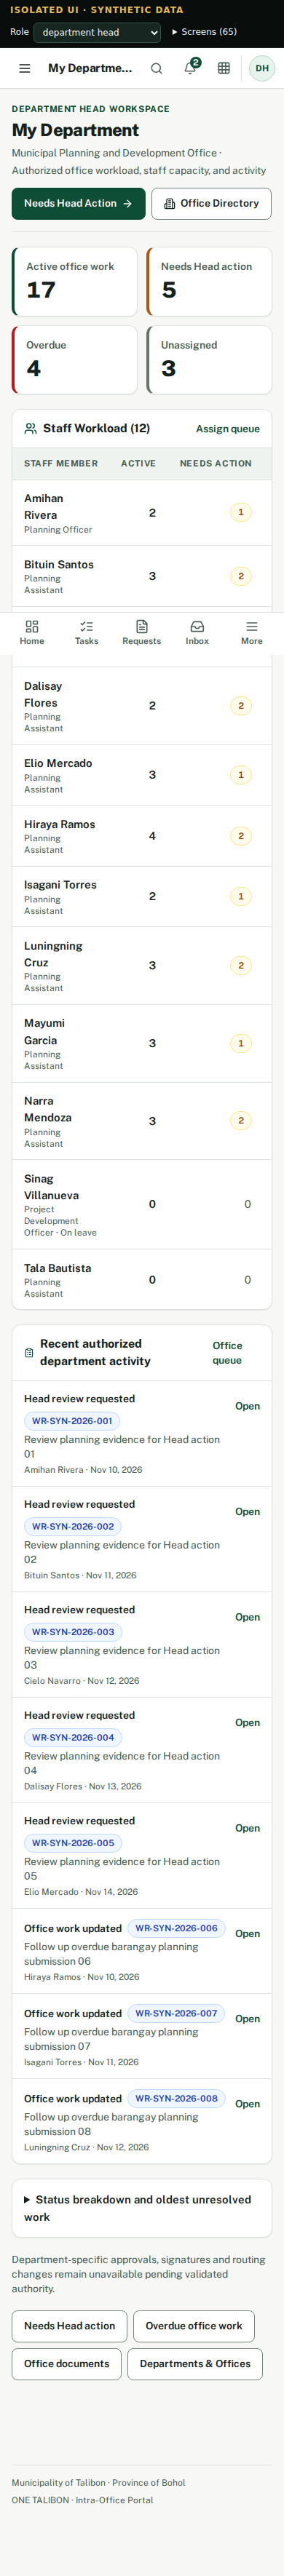 ISOLATED UI · SYNTHETIC DATA
Role department head Screens (65)
My Departme... 2 DH
DEPARTMENT HEAD WORKSPACE
My Department
Municipal Planning and Development Office ·
Authorized office workload, staff capacity, and activity
Needs Head Action → Office Directory
Active office work
17
Needs Head action
5
Overdue
4
Unassigned
3
Staff Workload (12) Assign queue
STAFF MEMBER ACTIVE NEEDS ACTION
Amihan
Rivera
Planning Officer
2 1
Bituin Santos
Planning
Assistant
3 2
Home Tasks Requests Inbox More
Dalisay
Flores
Planning
Assistant
2 2
Elio Mercado
Planning
Assistant
3 1
Hiraya Ramos
Planning
Assistant
4 2
Isagani Torres
Planning
Assistant
2 1
Luningning
Cruz
Planning
Assistant
3 2
Mayumi
Garcia
Planning
Assistant
3 1
Narra
Mendoza
Planning
Assistant
3 2
Sinag
Villanueva
Project
Development
Officer · On leave
0 0
Tala Bautista
Planning
Assistant
0 0
Recent authorized
department activity
Office
queue
Head review requested
WR-SYN-2026-001
Review planning evidence for Head action
01
Amihan Rivera · Nov 10, 2026
Open
Head review requested
WR-SYN-2026-002
Review planning evidence for Head action
02
Bituin Santos · Nov 11, 2026
Open
Head review requested
WR-SYN-2026-003
Review planning evidence for Head action
03
Cielo Navarro · Nov 12, 2026
Open
Head review requested
WR-SYN-2026-004
Review planning evidence for Head action
04
Dalisay Flores · Nov 13, 2026
Open
Head review requested
WR-SYN-2026-005
Review planning evidence for Head action
05
Elio Mercado · Nov 14, 2026
Open
Office work updated WR-SYN-2026-006
Follow up overdue barangay planning
submission 06
Hiraya Ramos · Nov 10, 2026
Open
Office work updated WR-SYN-2026-007
Follow up overdue barangay planning
submission 07
Isagani Torres · Nov 11, 2026
Open
Office work updated WR-SYN-2026-008
Follow up overdue barangay planning
submission 08
Luningning Cruz · Nov 12, 2026
Open
Status breakdown and oldest unresolved
work
Department-specific approvals, signatures and routing
changes remain unavailable pending validated
authority.
Needs Head action Overdue office work
Office documents Departments & Offices
Municipality of Talibon · Province of Bohol
ONE TALIBON · Intra-Office Portal